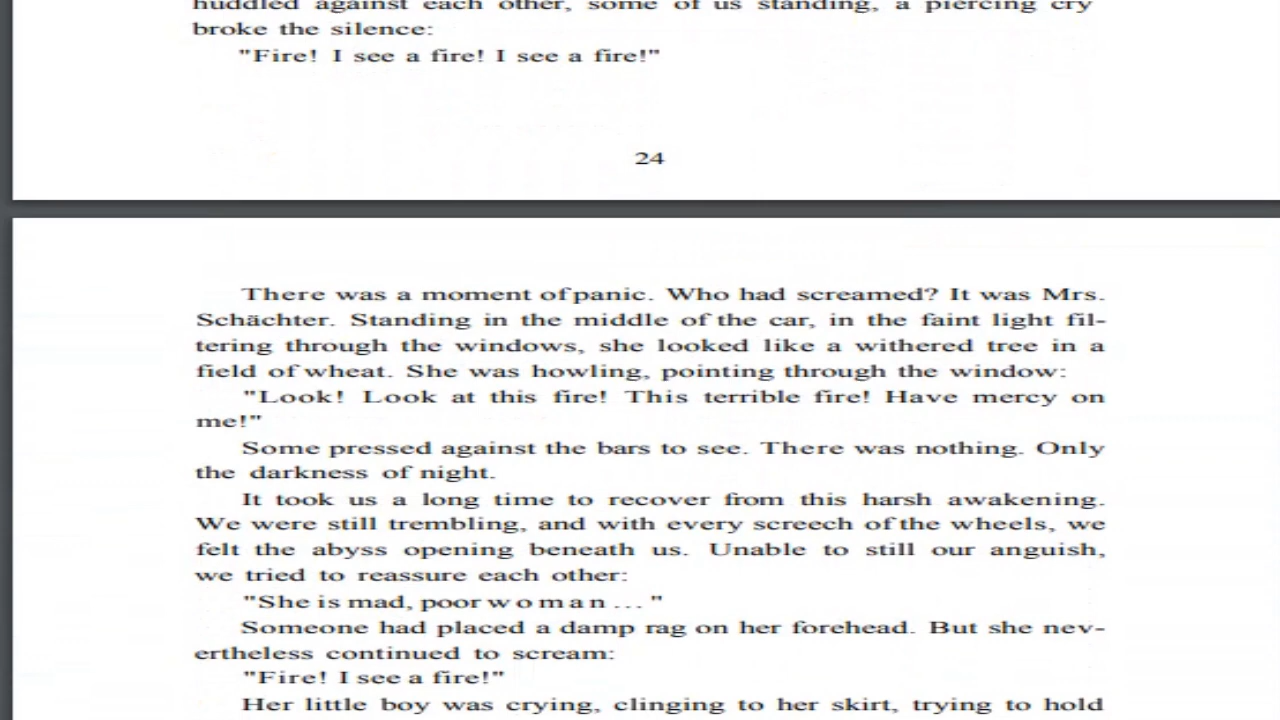 huddled against each other, some of us standing, a piercing cry
broke the silence:
"Fire! I see a fire! I see a fire!"
24
There was a moment of panic. Who had screamed? It was Mrs.
Schächter. Standing in the middle of the car, in the faint light fil-
tering through the windows, she looked like a withered tree in a
field of wheat. She was howling, pointing through the window:
"Look! Look at this fire! This terrible fire! Have mercy on
me!"
Some pressed against the bars to see. There was nothing. Only
the darkness of night.
It took us a long time to recover from this harsh awakening.
We were still trembling, and with every screech of the wheels, we
felt the abyss opening beneath us. Unable to still our anguish,
we tried to reassure each other:
"She is mad, poor woman ... "
Someone had placed a damp rag on her forehead. But she nev-
ertheless continued to scream:
"Fire! I see a fire!"
Her little boy was crying, clinging to her skirt, trying to hold